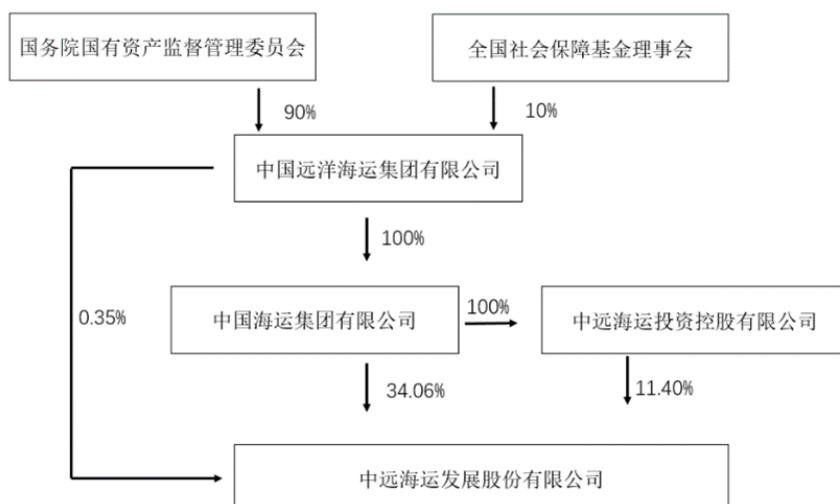 国务院国有资产监督管理委员会
全国社会保障基金理事会
90%
10%
中国远洋海运集团有限公司
100%
0.35%
中国海运集团有限公司
100%
中远海运投资控股有限公司
34.06%
11.40%
中远海运发展股份有限公司